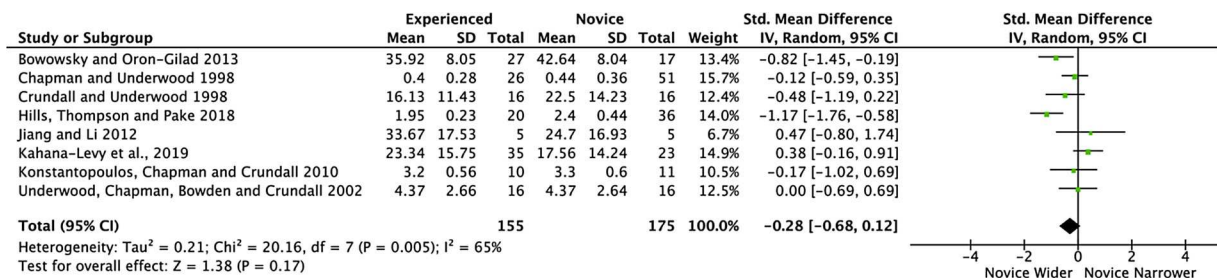 Experienced Novice Std. Mean Difference Std. Mean Difference
Study or Subgroup Mean SD Total Mean SD Total Weight IV, Random, 95% CI IV, Random, 95% CI
Bowowsky and Oron-Gilad 2013 35.92 8.05 27 42.64 8.04 17 13.4% −0.82 [−1.45, −0.19]
Chapman and Underwood 1998 0.4 0.28 26 0.44 0.36 51 15.7% −0.12 [−0.59, 0.35]
Crundall and Underwood 1998 16.13 11.43 16 22.5 14.23 16 12.4% −0.48 [−1.19, 0.22]
Hills, Thompson and Pake 2018 1.95 0.23 20 2.4 0.44 36 14.0% −1.17 [−1.76, −0.58]
Jiang and Li 2012 33.67 17.53 5 24.7 16.93 5 6.7% 0.47 [−0.80, 1.74]
Kahana-Levy et al., 2019 23.34 15.75 35 17.56 14.24 23 14.9% 0.38 [−0.16, 0.91]
Konstantopoulos, Chapman and Crundall 2010 3.2 0.56 10 3.3 0.6 11 10.4% −0.17 [−1.02, 0.69]
Underwood, Chapman, Bowden and Crundall 2002 4.37 2.66 16 4.37 2.64 16 12.5% 0.00 [−0.69, 0.69]
Total (95% CI) 155 175 100.0% −0.28 [−0.68, 0.12]
Heterogeneity: Tau² = 0.21; Chi² = 20.16, df = 7 (P = 0.005); I² = 65%
Test for overall effect: Z = 1.38 (P = 0.17)
−4 −2 0 2 4
Novice Wider Novice Narrower